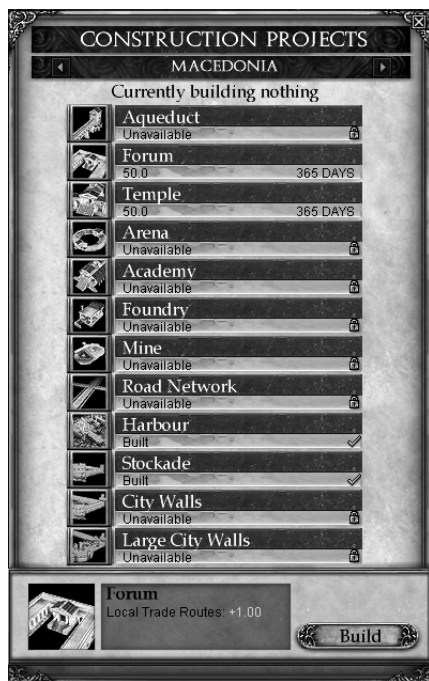 CONSTRUCTION PROJECTS
MACEDONIA
Currently building nothing
Aqueduct
Unavailable
Forum
50.0 365 DAYS
Temple
50.0 365 DAYS
Arena
Unavailable
Academy
Unavailable
Foundry
Unavailable
Mine
Unavailable
Road Network
Unavailable
Harbour
Built
Stockade
Built
City Walls
Unavailable
Large City Walls
Unavailable
Forum
Local Trade Routes: +1.00
Build